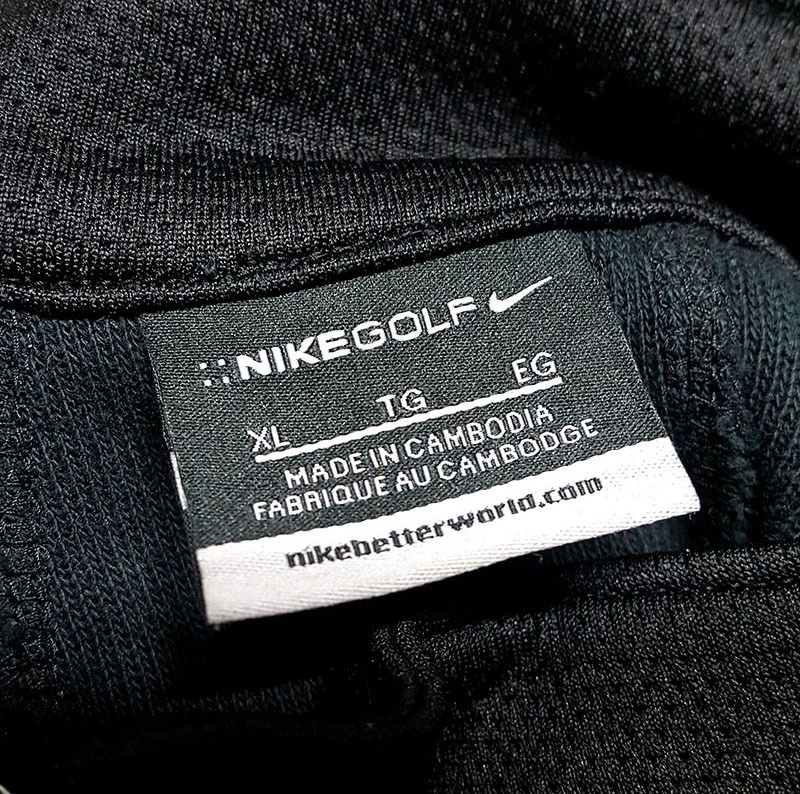 NIKEGOLF
XL TG EG
MADE IN CAMBODIA
FABRIQUE AU CAMBODGE
nikebetterworld.com